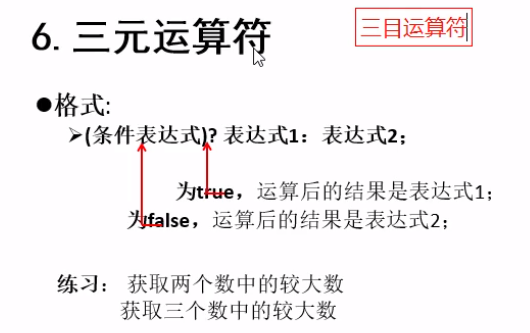 6.三元运算符
三目运算符
●格式:
➢(条件表达式)? 表达式1：表达式2；
为true，运算后的结果是表达式1；
为false，运算后的结果是表达式2；
练习： 获取两个数中的较大数
获取三个数中的较大数